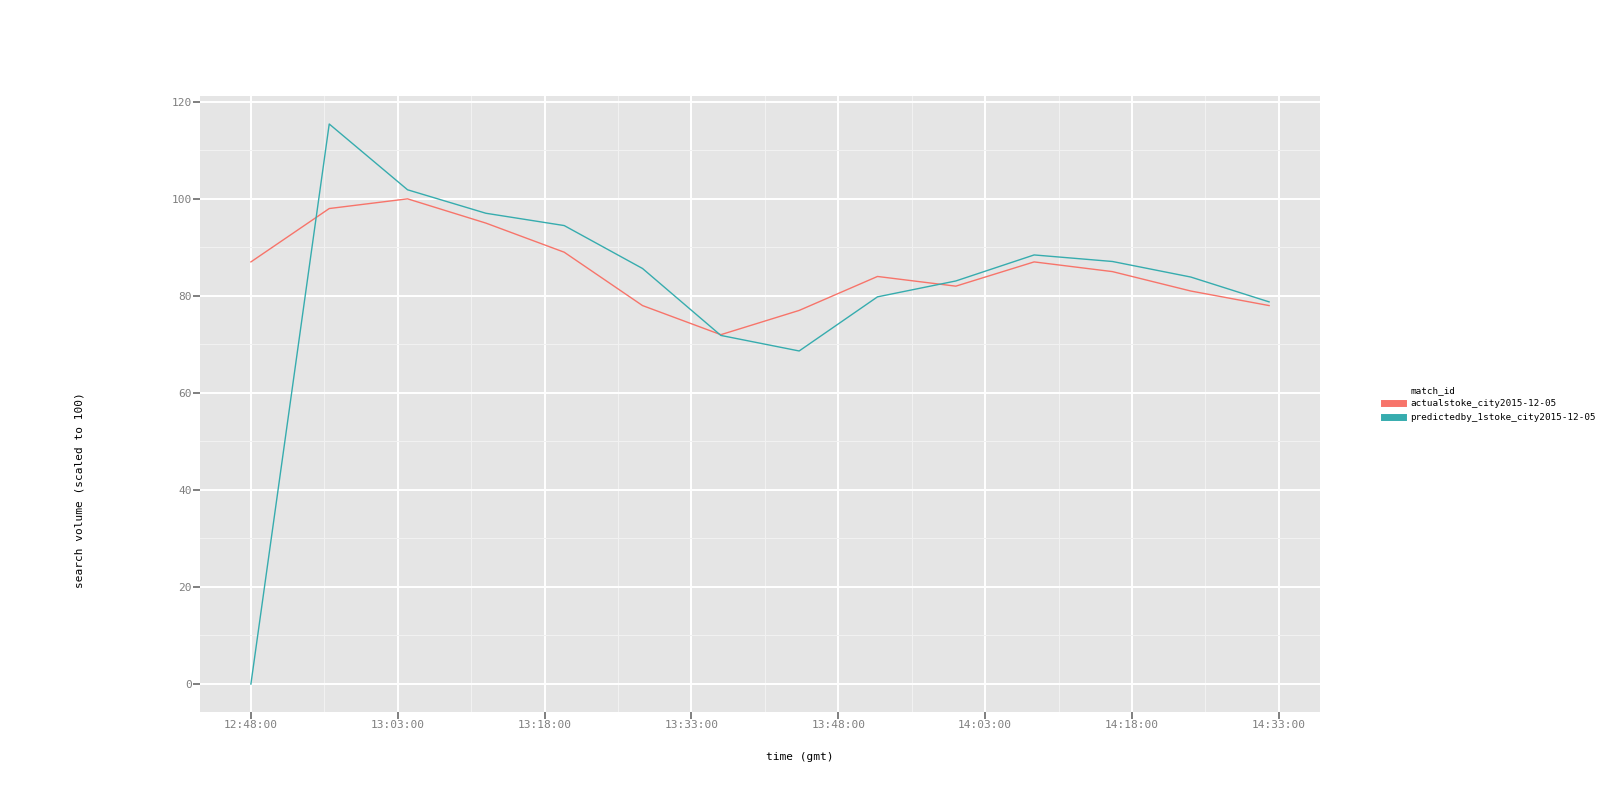 120
100
80
60
40
20
0
search volume (scaled to 100)
12:48:00 13:03:00 13:18:00 13:33:00 13:48:00 14:03:00 14:18:00 14:33:00
time (gmt)
match_id
actualstoke_city2015-12-05
predictedby_1stoke_city2015-12-05